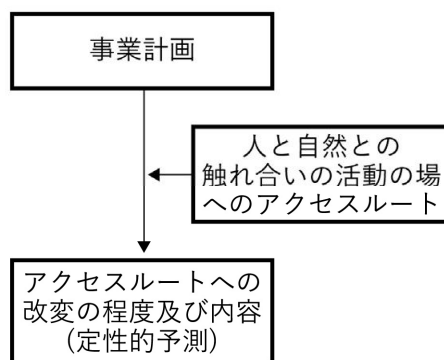 事業計画
人と自然との
触れ合いの活動の場
へのアクセスルート
アクセスルートへの
改変の程度及び内容
(定性的予測)